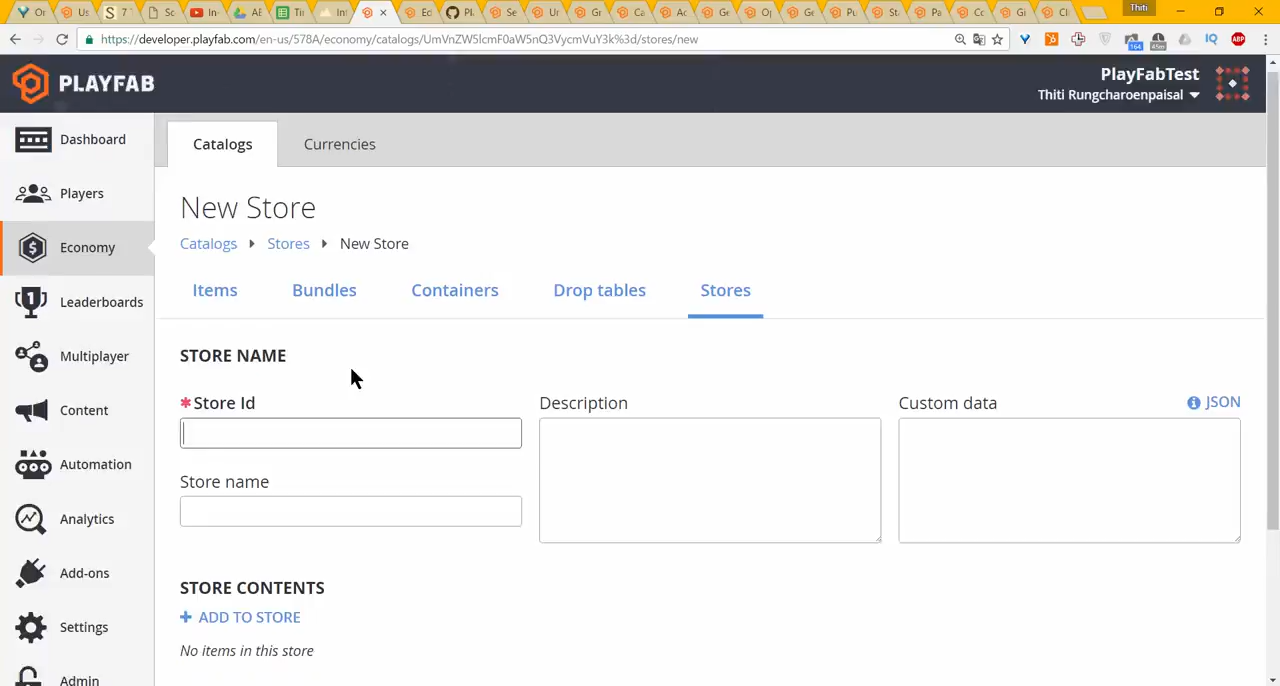 Thiti
https://developer.playfab.com/en-us/578A/economy/catalogs/UmVnZW5lcmF0aW5nQ3VycmVuY3k%3d/stores/new
PLAYFAB
PlayFabTest
Thiti Rungcharoenpaisal
Dashboard
Players
Economy
Leaderboards
Multiplayer
Content
Automation
Analytics
Add-ons
Settings
Admin
Catalogs Currencies
New Store
Catalogs Stores New Store
Items Bundles Containers Drop tables Stores
STORE NAME
*Store Id Description Custom data JSON
Store name
STORE CONTENTS
+ ADD TO STORE
No items in this store